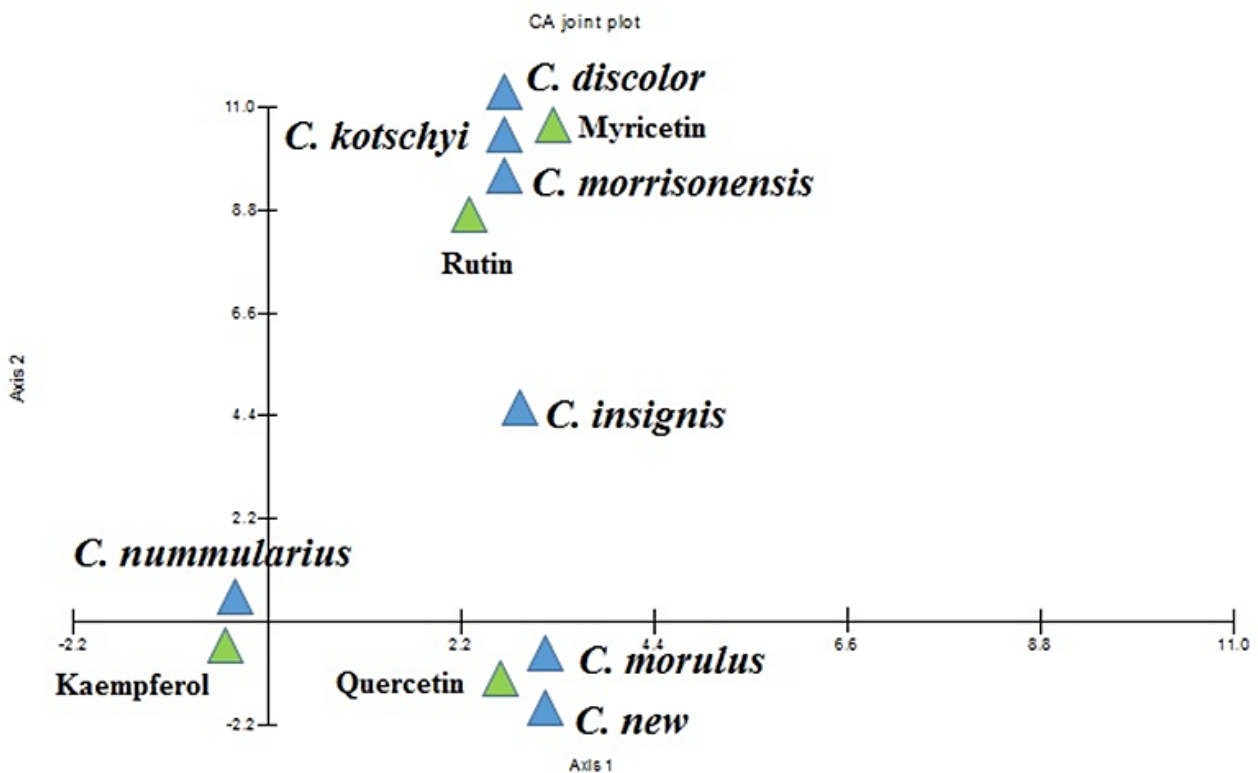 CA joint plot
C. discolor
11.0
C. kotschyi
Myricetin
C. morrisonensis
8.8
Rutin
6.6
Axis 2
4.4
C. insignis
2.2
C. nummularius
-2.2
2.2
4.4
6.6
8.8
11.0
C. morulus
Kaempferol
Quercetin
-2.2
C. new
Axis 1